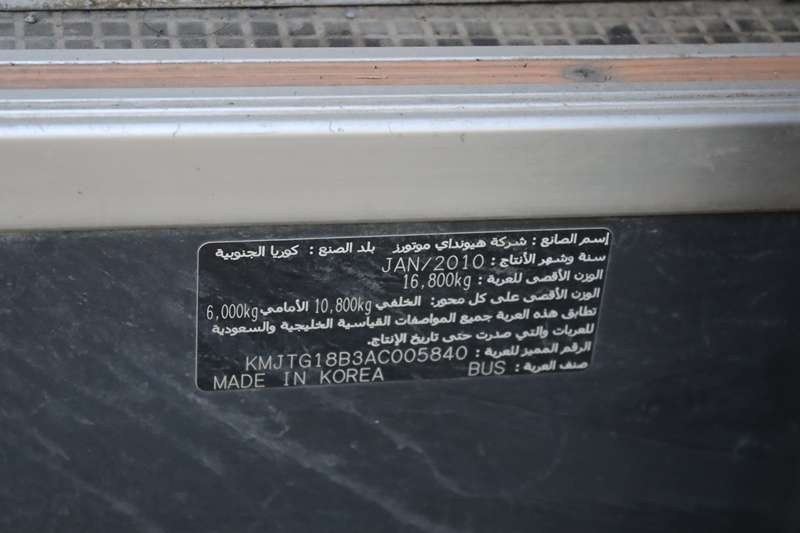 إسم الصانع : شركة هيونداي موتورز بلد الصنع : كوريا الجنوبية
سنة وشهر الأنتاج : JAN/2010
الوزن الأقصى للعربة : 16,800kg
الوزن الأقصى على كل محور: الخلفي 10,800kg الأمامي 6,000kg
تطابق هذه العربة جميع المواصفات القياسية الخليجية والسعودية
للعربات والتي صدرت حتى تاريخ الإنتاج.
الرقم المميز للعربة : KMJTG18B3AC005840
صنف العربة : BUS MADE IN KOREA